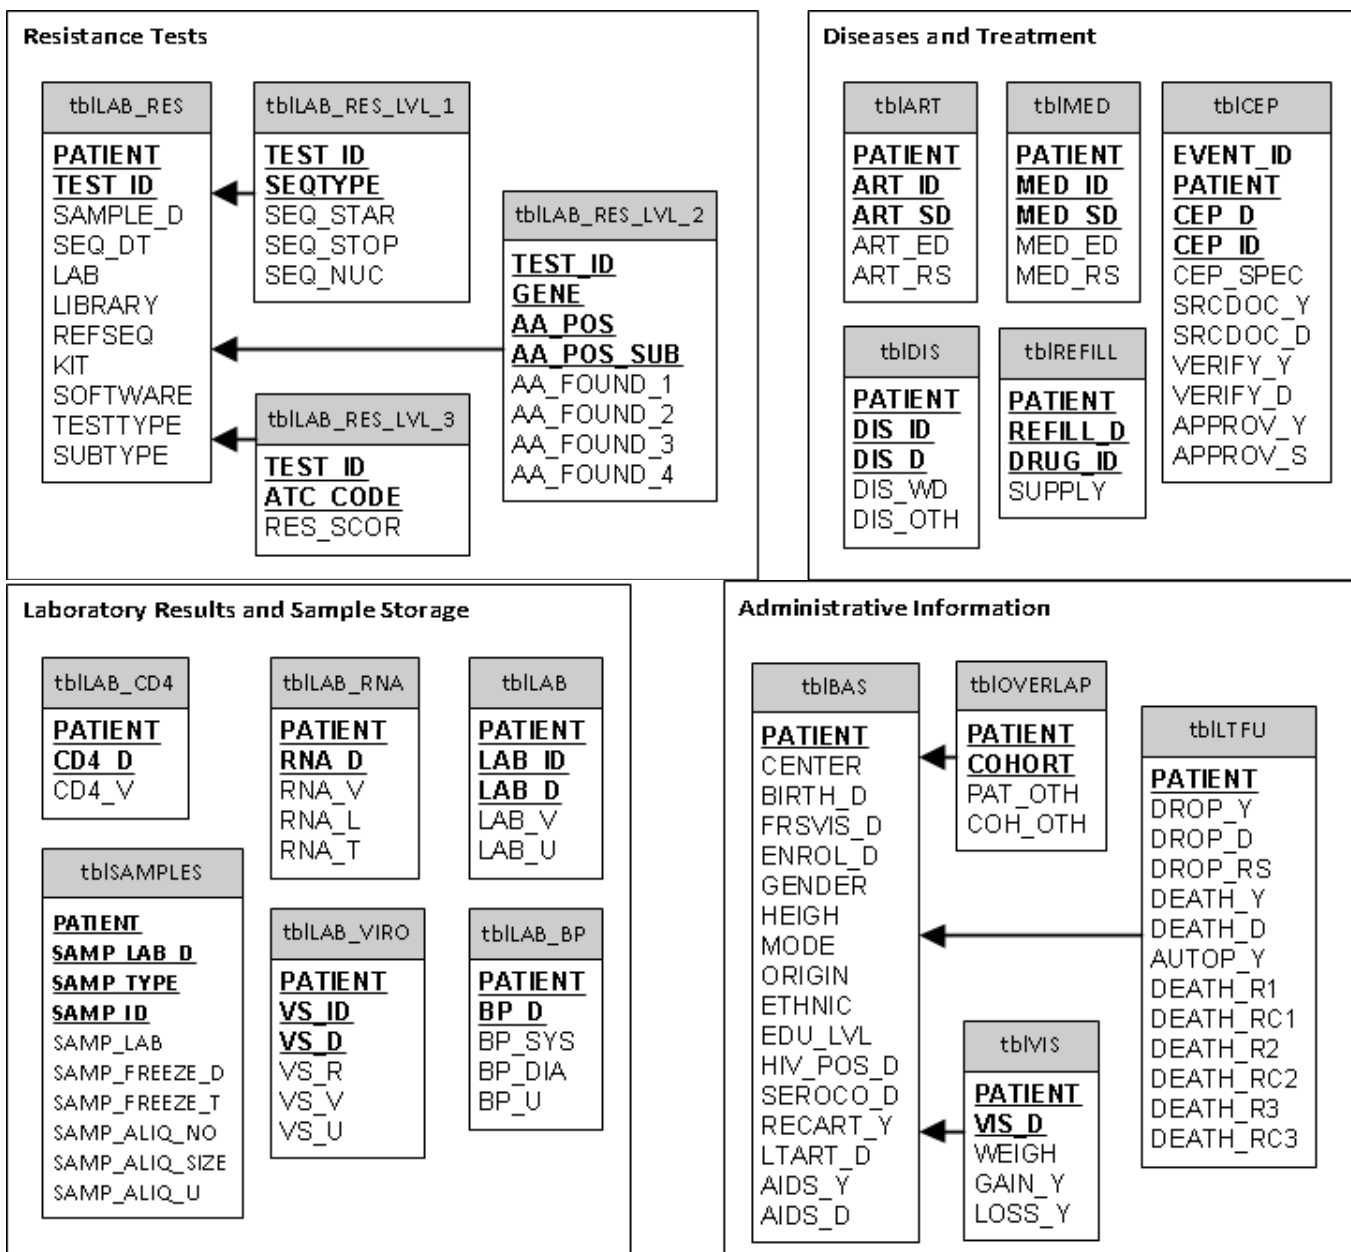 Resistance Tests
tblLAB_RES
PATIENT
TEST_ID
SAMPLE_D
SEQ_DT
LAB
LIBRARY
REFSEQ
KIT
SOFTWARE
TESTTYPE
SUBTYPE
tblLAB_RES_LVL_1
TEST_ID
SEQTYPE
SEQ_STAR
SEQ_STOP
SEQ_NUC
tblLAB_RES_LVL_2
TEST_ID
GENE
AA_POS
AA_POS_SUB
AA_FOUND_1
AA_FOUND_2
AA_FOUND_3
AA_FOUND_4
tblLAB_RES_LVL_3
TEST_ID
ATC_CODE
RES_SCOR
Diseases and Treatment
tblART
PATIENT
ART_ID
ART_SD
ART_ED
ART_RS
tblMED
PATIENT
MED_ID
MED_SD
MED_ED
MED_RS
tblCEP
EVENT_ID
PATIENT
CEP_D
CEP_ID
CEP_SPEC
SRCDOC_Y
SRCDOC_D
VERIFY_Y
VERIFY_D
APPROV_Y
APPROV_S
tblDIS
PATIENT
DIS_ID
DIS_D
DIS_WD
DIS_OTH
tblREFILL
PATIENT
REFILL_D
DRUG_ID
SUPPLY
Laboratory Results and Sample Storage
tblLAB_CD4
PATIENT
CD4_D
CD4_V
tblLAB_RNA
PATIENT
RNA_D
RNA_V
RNA_L
RNA_T
tblLAB
PATIENT
LAB_ID
LAB_D
LAB_V
LAB_U
tblSAMPLES
PATIENT
SAMP_LAB_D
SAMP_TYPE
SAMP_ID
SAMP_LAB
SAMP_FREEZE_D
SAMP_FREEZE_T
SAMP_ALIQ_NO
SAMP_ALIQ_SIZE
SAMP_ALIQ_U
tblLAB_VIRO
PATIENT
VS_ID
VS_D
VS_R
VS_V
VS_U
tblLAB_BP
PATIENT
BP_D
BP_SYS
BP_DIA
BP_U
Administrative Information
tblBAS
PATIENT
CENTER
BIRTH_D
FRSVIS_D
ENROL_D
GENDER
HEIGH
MODE
ORIGIN
ETHNIC
EDU_LVL
HIV_POS_D
SEROCO_D
RECART_Y
LTART_D
AIDS_Y
AIDS_D
tblOVERLAP
PATIENT
COHORT
PAT_OTH
COH_OTH
tblLTFU
PATIENT
DROP_Y
DROP_D
DROP_RS
DEATH_Y
DEATH_D
AUTOP_Y
DEATH_R1
DEATH_RC1
DEATH_R2
DEATH_RC2
DEATH_R3
DEATH_RC3
tblVIS
PATIENT
VIS_D
WEIGH
GAIN_Y
LOSS_Y